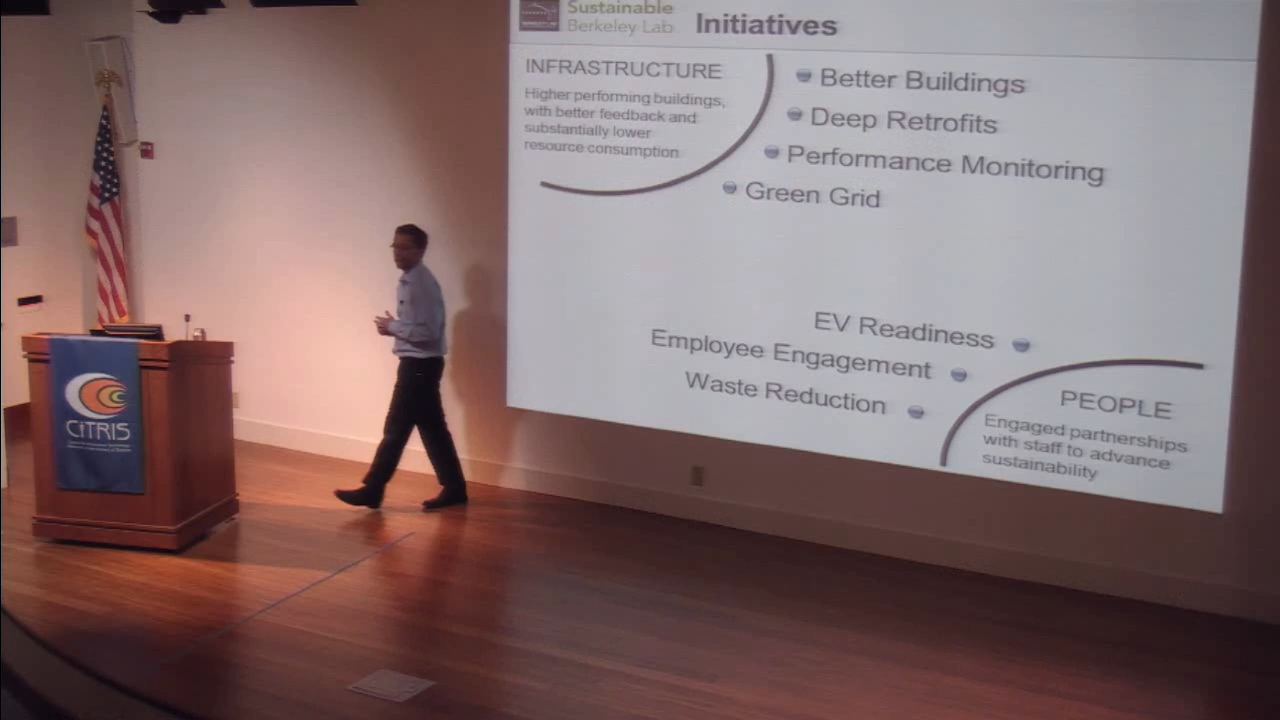 Sustainable
Berkeley Lab
Initiatives
INFRASTRUCTURE
Higher performing buildings,
with better feedback and
substantially lower
resource consumption
Better Buildings
Deep Retrofits
Performance Monitoring
Green Grid
EV Readiness
Employee Engagement
Waste Reduction
PEOPLE
Engaged partnerships
with staff to advance
sustainability
CITRIS